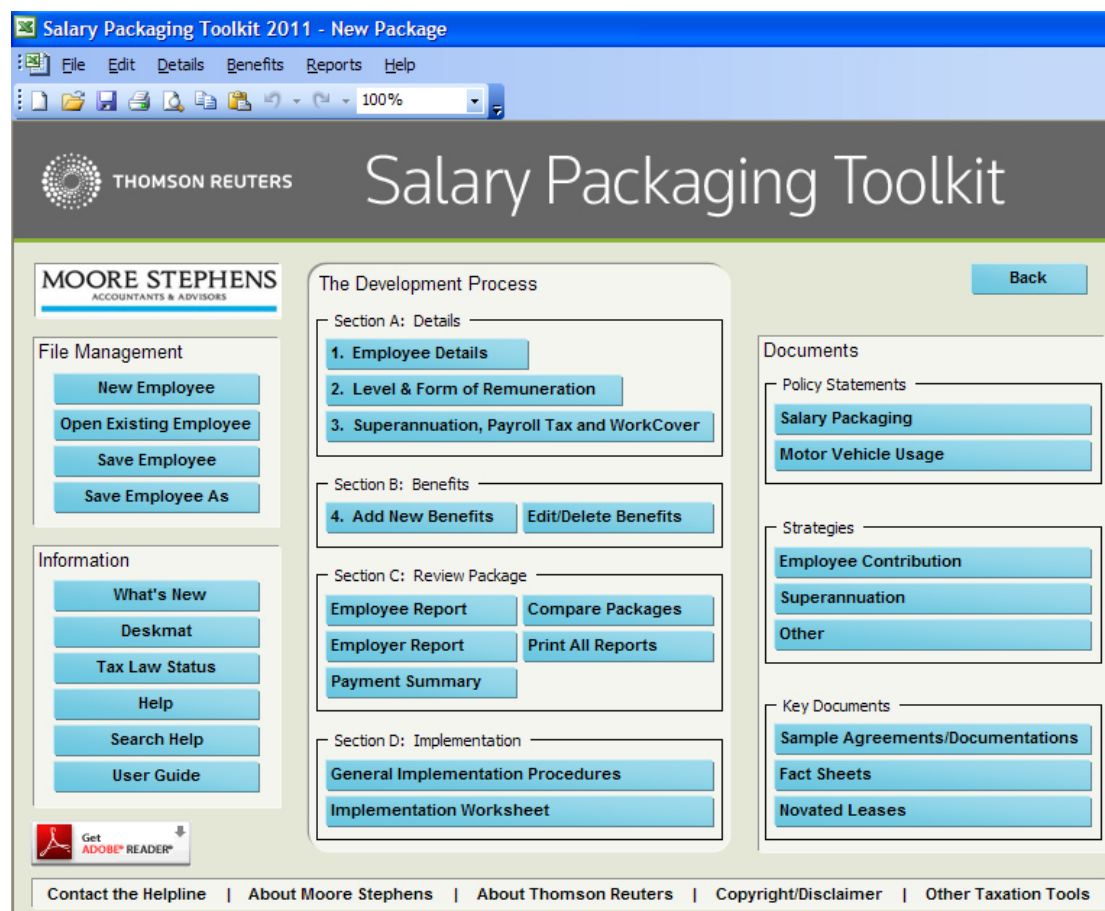 Salary Packaging Toolkit 2011 - New Package
File Edit Details Benefits Reports Help
100%
THOMSON REUTERS
Salary Packaging Toolkit
MOORE STEPHENS
ACCOUNTANTS & ADVISORS
File Management
New Employee
Open Existing Employee
Save Employee
Save Employee As
Information
What's New
Deskmat
Tax Law Status
Help
Search Help
User Guide
Get
ADOBE® READER®
The Development Process
Section A: Details
1. Employee Details
2. Level & Form of Remuneration
3. Superannuation, Payroll Tax and WorkCover
Section B: Benefits
4. Add New Benefits
Edit/Delete Benefits
Section C: Review Package
Employee Report
Compare Packages
Employer Report
Print All Reports
Payment Summary
Section D: Implementation
General Implementation Procedures
Implementation Worksheet
Back
Documents
Policy Statements
Salary Packaging
Motor Vehicle Usage
Strategies
Employee Contribution
Superannuation
Other
Key Documents
Sample Agreements/Documentations
Fact Sheets
Novated Leases
Contact the Helpline | About Moore Stephens | About Thomson Reuters | Copyright/Disclaimer | Other Taxation Tools